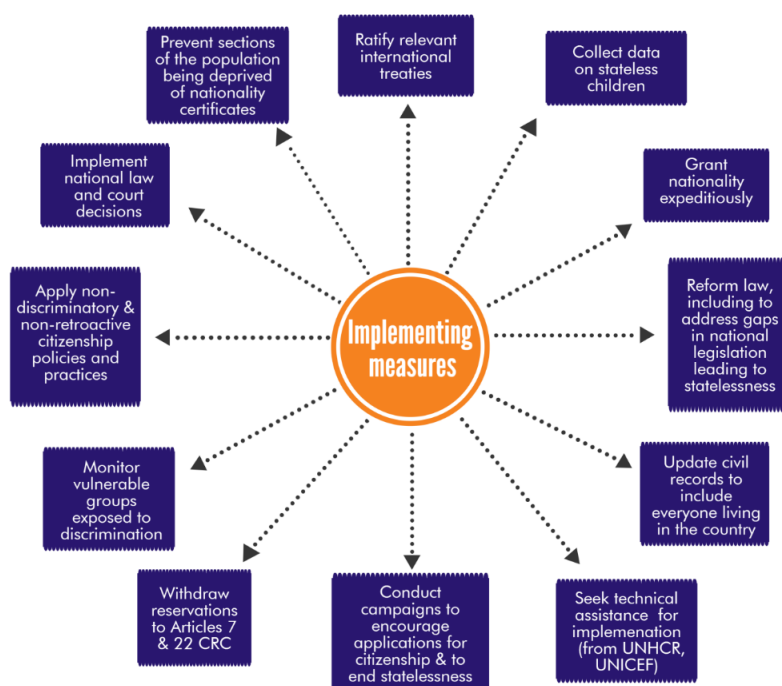 Implementing
measures
Ratify relevant
international
treaties
Collect data
on stateless
children
Grant
nationality
expeditiously
Reform law,
including to
address gaps
in national
legislation
leading to
statelessness
Update civil
records to
include
everyone living
in the country
Seek technical
assistance for
implemenation
(from UNHCR,
UNICEF)
Conduct
campaigns to
encourage
applications for
citizenship & to
end statelessness
Withdraw
reservations
to Articles 7
& 22 CRC
Monitor
vulnerable
groups
exposed to
discrimination
Apply non-
discriminatory &
non-retroactive
citizenship
policies and
practices
Implement
national law
and court
decisions
Prevent sections
of the population
being deprived
of nationality
certificates